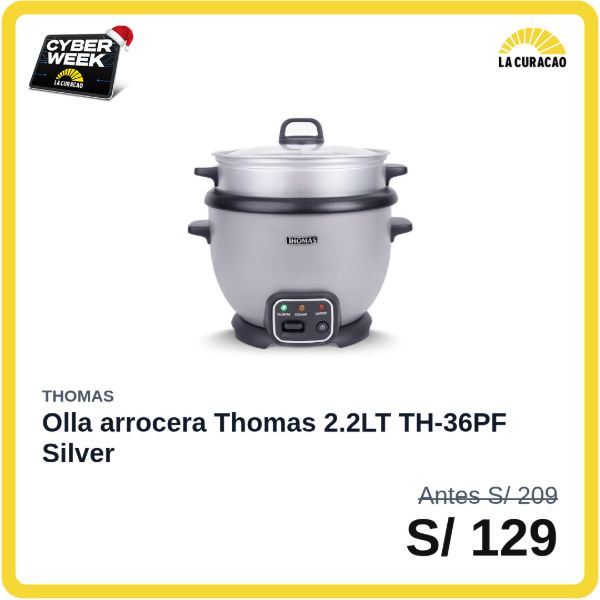 CYBER
WEEK
LA CURACAO
LA CURACAO
THOMAS
THOMAS
Olla arrocera Thomas 2.2LT TH-36PF
Silver
Antes S/ 209
S/ 129